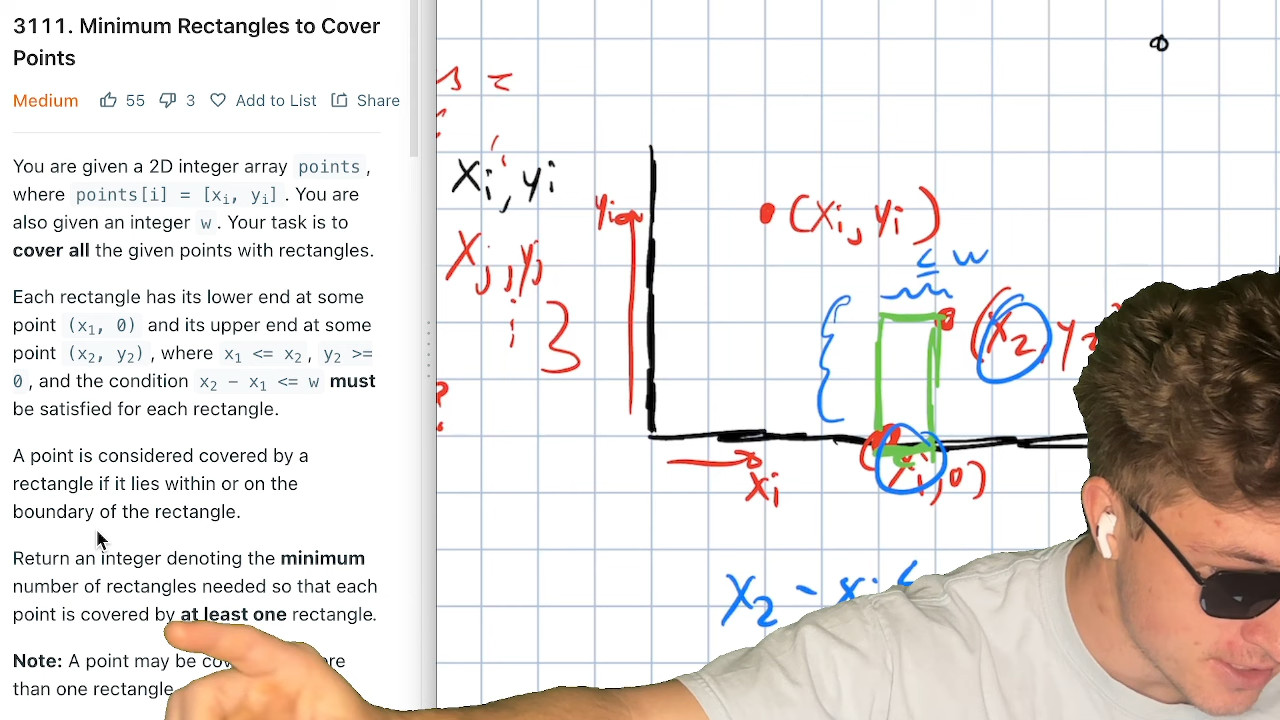 3111. Minimum Rectangles to Cover
Points
Medium 55 3 Add to List Share
You are given a 2D integer array points,
where points[i] = [xi, yi]. You are
also given an integer w. Your task is to
cover all the given points with rectangles.
Each rectangle has its lower end at some
point (x1, 0) and its upper end at some
point (x2, y2), where x1 <= x2, y2 >=
0, and the condition x2 - x1 <= w must
be satisfied for each rectangle.
A point is considered covered by a
rectangle if it lies within or on the
boundary of the rectangle.
Return an integer denoting the minimum
number of rectangles needed so that each
point is covered by at least one rectangle.
Note: A point may be
than one rectangle
xi, yi
xj, yj
yi
(xi, yi)
≤ w
(x2, y2
xi
, 0)
x2 -